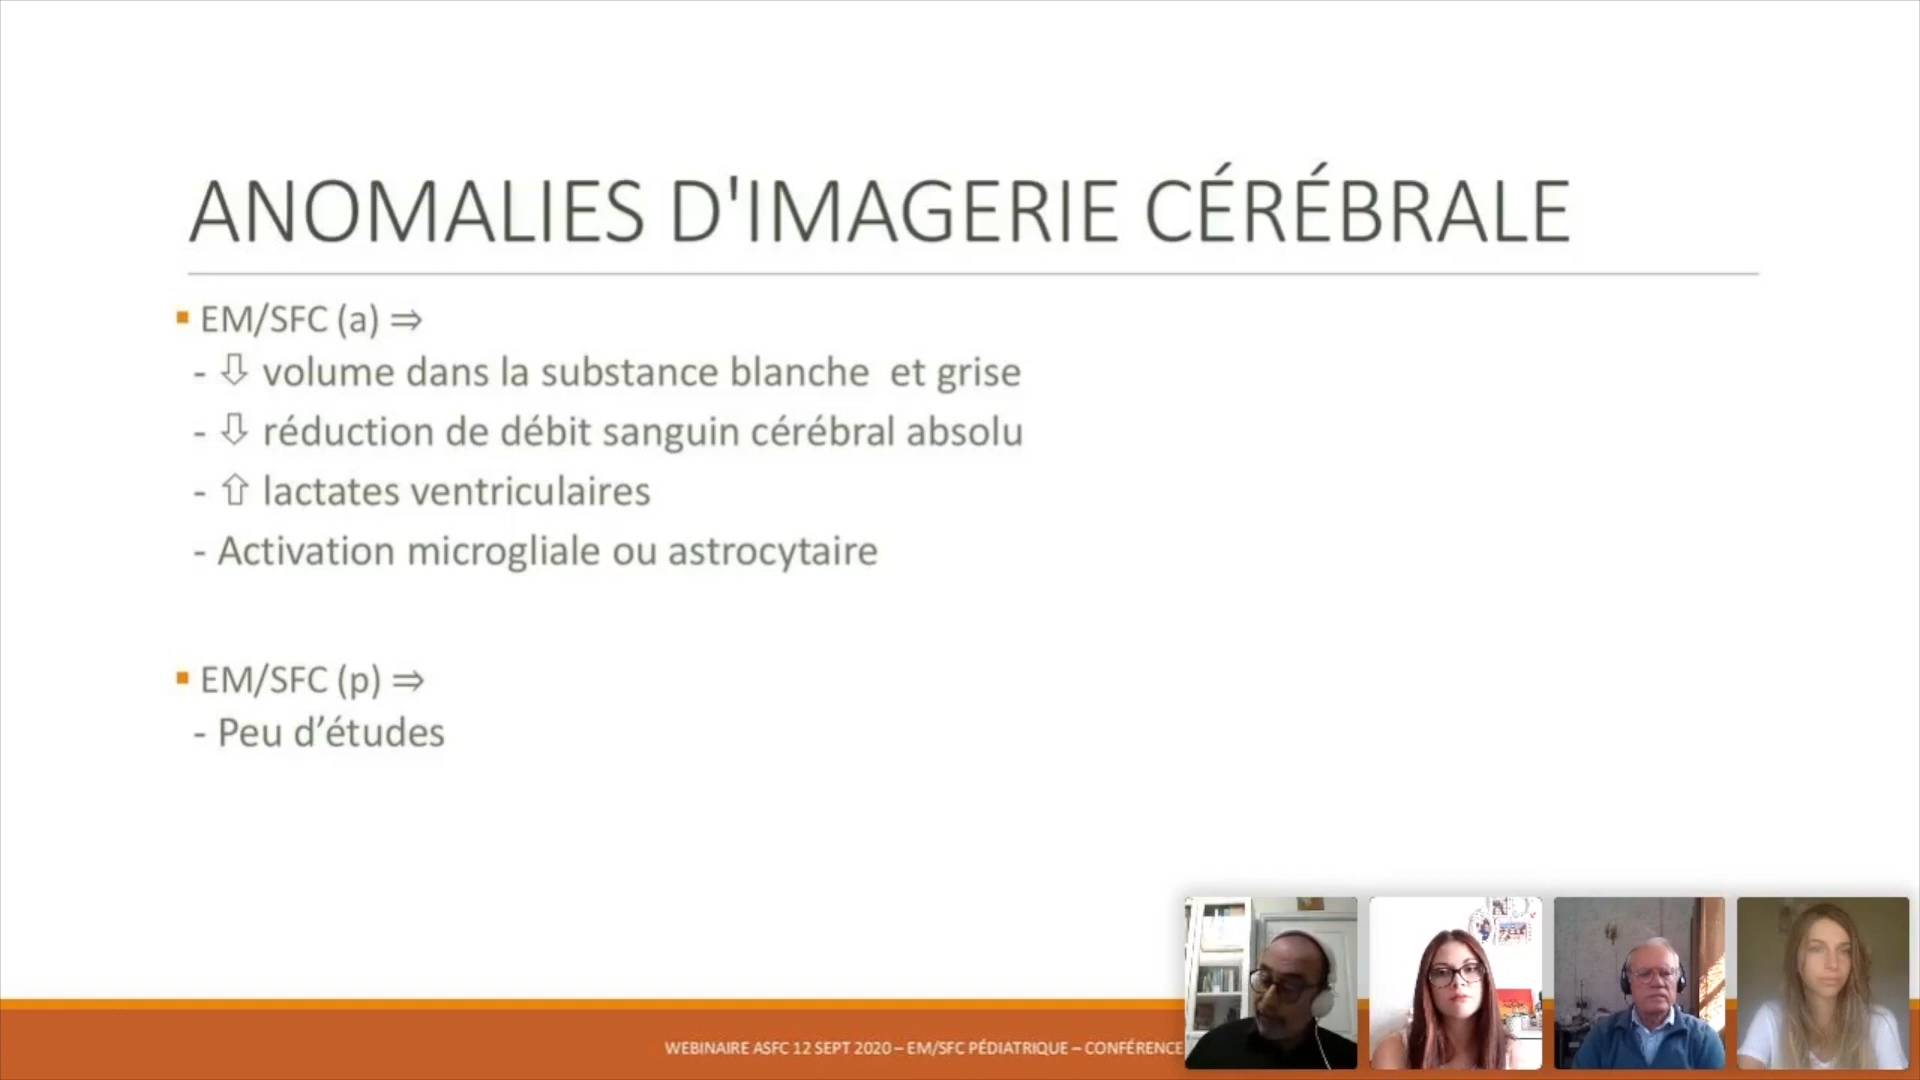 ANOMALIES D'IMAGERIE CÉRÉBRALE
▪ EM/SFC (a) ⇒
- ⇩ volume dans la substance blanche et grise
- ⇩ réduction de débit sanguin cérébral absolu
- ⇧ lactates ventriculaires
- Activation microgliale ou astrocytaire
▪ EM/SFC (p) ⇒
- Peu d’études
WEBINAIRE ASFC 12 SEPT 2020 – EM/SFC PÉDIATRIQUE – CONFÉRENCE